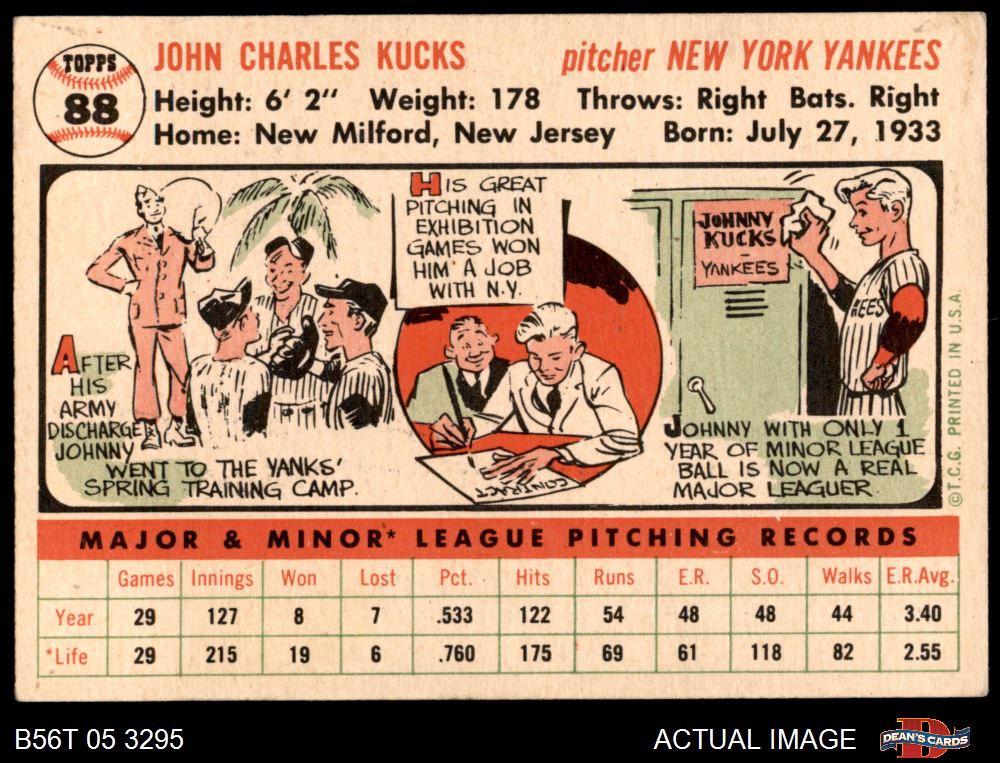 TOPPS
88
JOHN CHARLES KUCKS pitcher NEW YORK YANKEES
Height: 6' 2" Weight: 178 Throws: Right Bats. Right
Home: New Milford, New Jersey Born: July 27, 1933
AFTER
HIS
ARMY
DISCHARGE
JOHNNY
WENT TO THE YANKS'
SPRING TRAINING CAMP.
HIS GREAT
PITCHING IN
EXHIBITION
GAMES WON
HIM A JOB
WITH N.Y.
CONTRACT
JOHNNY
KUCKS
-
YANKEES
KEES
JOHNNY WITH ONLY 1
YEAR OF MINOR LEAGUE
BALL IS NOW A REAL
MAJOR LEAGUER
©T.C.G. PRINTED IN U.S.A.
MAJOR & MINOR* LEAGUE PITCHING RECORDS
Games Innings Won Lost Pct. Hits Runs E.R. S.O. Walks E.R.Avg.
Year 29 127 8 7 .533 122 54 48 48 44 3.40
*Life 29 215 19 6 .760 175 69 61 118 82 2.55
B56T 05 3295
ACTUAL IMAGE
DEAN'S CARDS